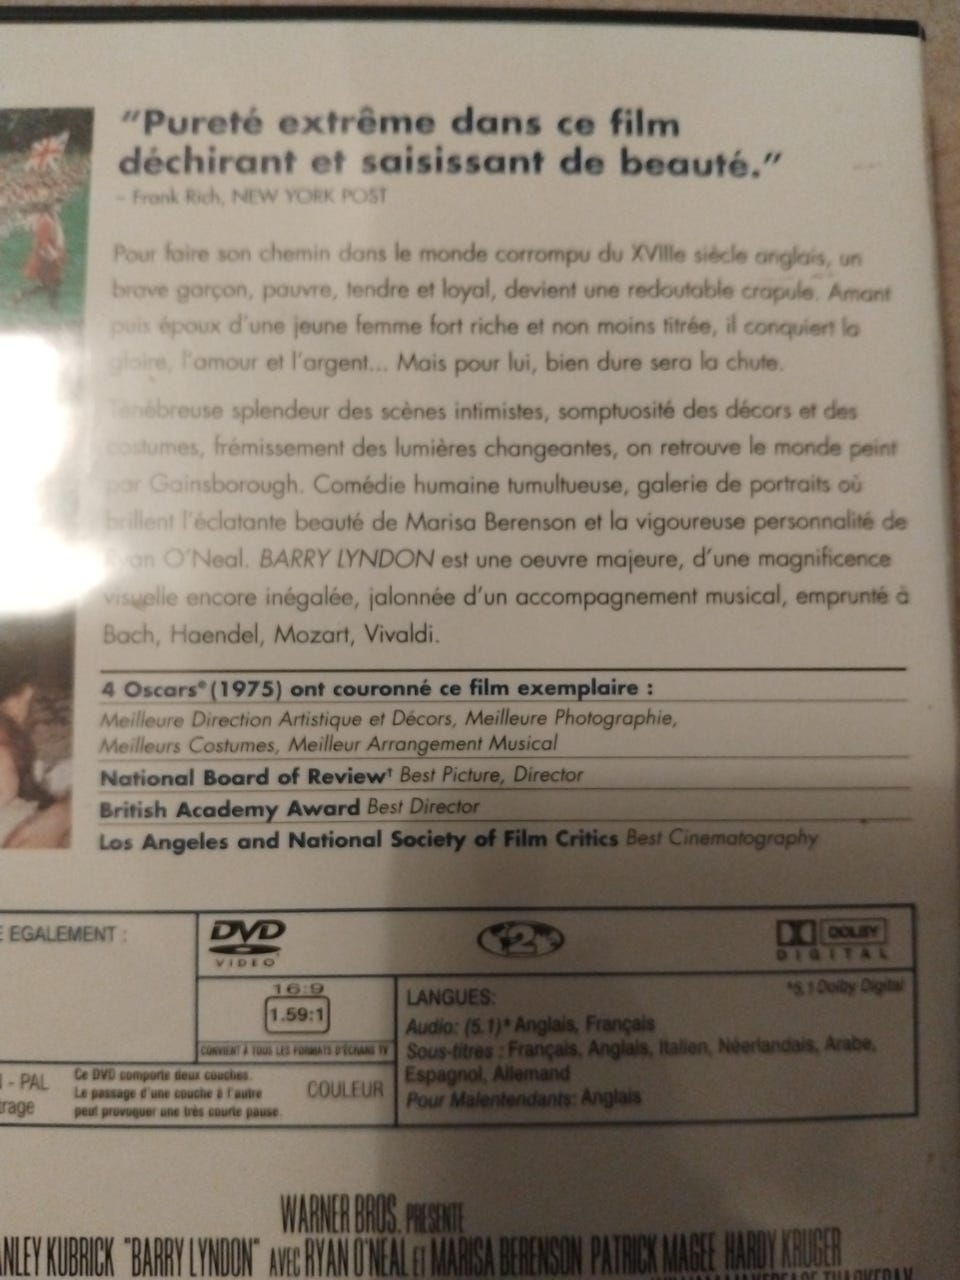 "Pureté extrême dans ce film
déchirant et saisissant de beauté."
– Frank Rich, NEW YORK POST
Pour faire son chemin dans le monde corrompu du XVIIIe siècle anglais, un
brave garçon, pauvre, tendre et loyal, devient une redoutable crapule. Amant
puis époux d'une jeune femme fort riche et non moins titrée, il conquiert la
gloire, l'amour et l'argent... Mais pour lui, bien dure sera la chute.
Ténébreuse splendeur des scènes intimistes, somptuosité des décors et des
costumes, frémissement des lumières changeantes, on retrouve le monde peint
par Gainsborough. Comédie humaine tumultueuse, galerie de portraits où
brillent l'éclatante beauté de Marisa Berenson et la vigoureuse personnalité de
Ryan O'Neal. BARRY LYNDON est une oeuvre majeure, d'une magnificence
visuelle encore inégalée, jalonnée d'un accompagnement musical, emprunté à
Bach, Haendel, Mozart, Vivaldi.
4 Oscars® (1975) ont couronné ce film exemplaire :
Meilleure Direction Artistique et Décors, Meilleure Photographie,
Meilleurs Costumes, Meilleur Arrangement Musical
National Board of Review† Best Picture, Director
British Academy Award Best Director
Los Angeles and National Society of Film Critics Best Cinematography
EGALEMENT :
DVD
VIDEO
2
DOLBY
DIGITAL
*5.1 Dolby Digital
16:9
1.59:1
CONVIENT À TOUS LES FORMATS D'ÉCRANS TV
LANGUES:
Audio: (5.1)* Anglais, Français
Sous-titres : Français, Anglais, Italien, Néerlandais, Arabe,
Espagnol, Allemand
Pour Malentendants: Anglais
- PAL
Ce DVD comporte deux couches.
Le passage d'une couche à l'autre
peut provoquer une très courte pause.
COULEUR
WARNER BROS. PRESENTE
KUBRICK "BARRY LYNDON" AVEC RYAN O'NEAL ET MARISA BERENSON PATRICK MAGEE HARDY KRUGER